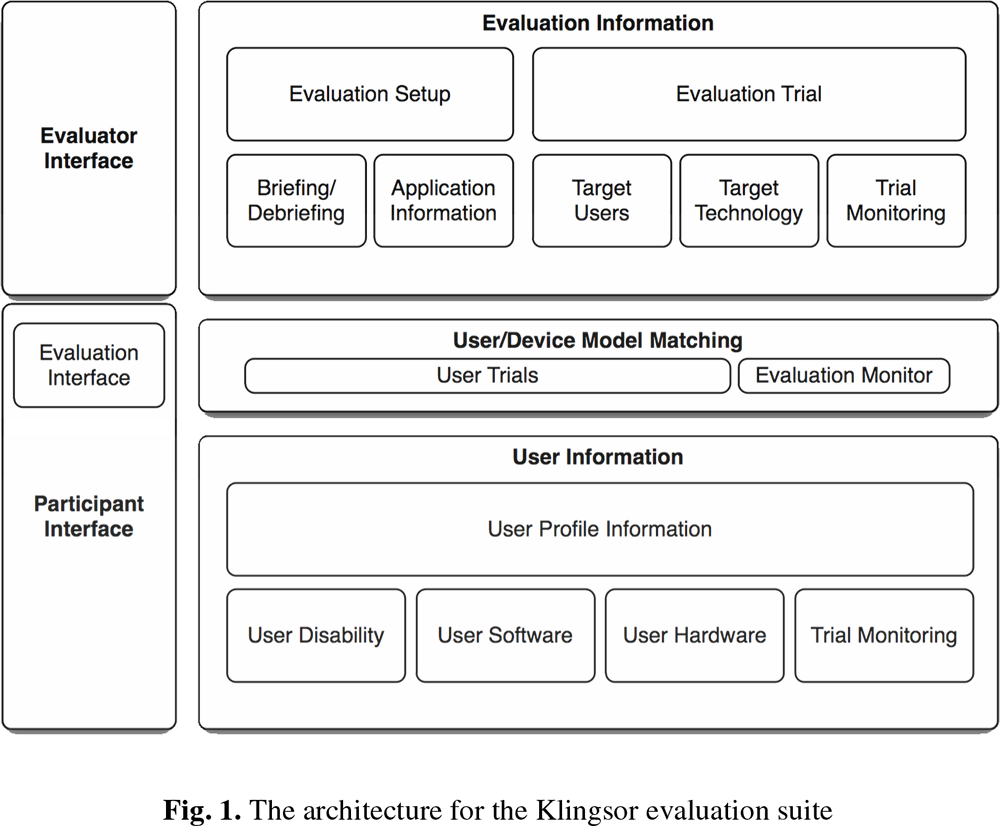 Evaluator
Interface
Evaluation Information
Evaluation Setup
Evaluation Trial
Briefing/
Debriefing
Application
Information
Target
Users
Target
Technology
Trial
Monitoring
Evaluation
Interface
Participant
Interface
User/Device Model Matching
User Trials
Evaluation Monitor
User Information
User Profile Information
User Disability
User Software
User Hardware
Trial Monitoring
Fig. 1. The architecture for the Klingsor evaluation suite